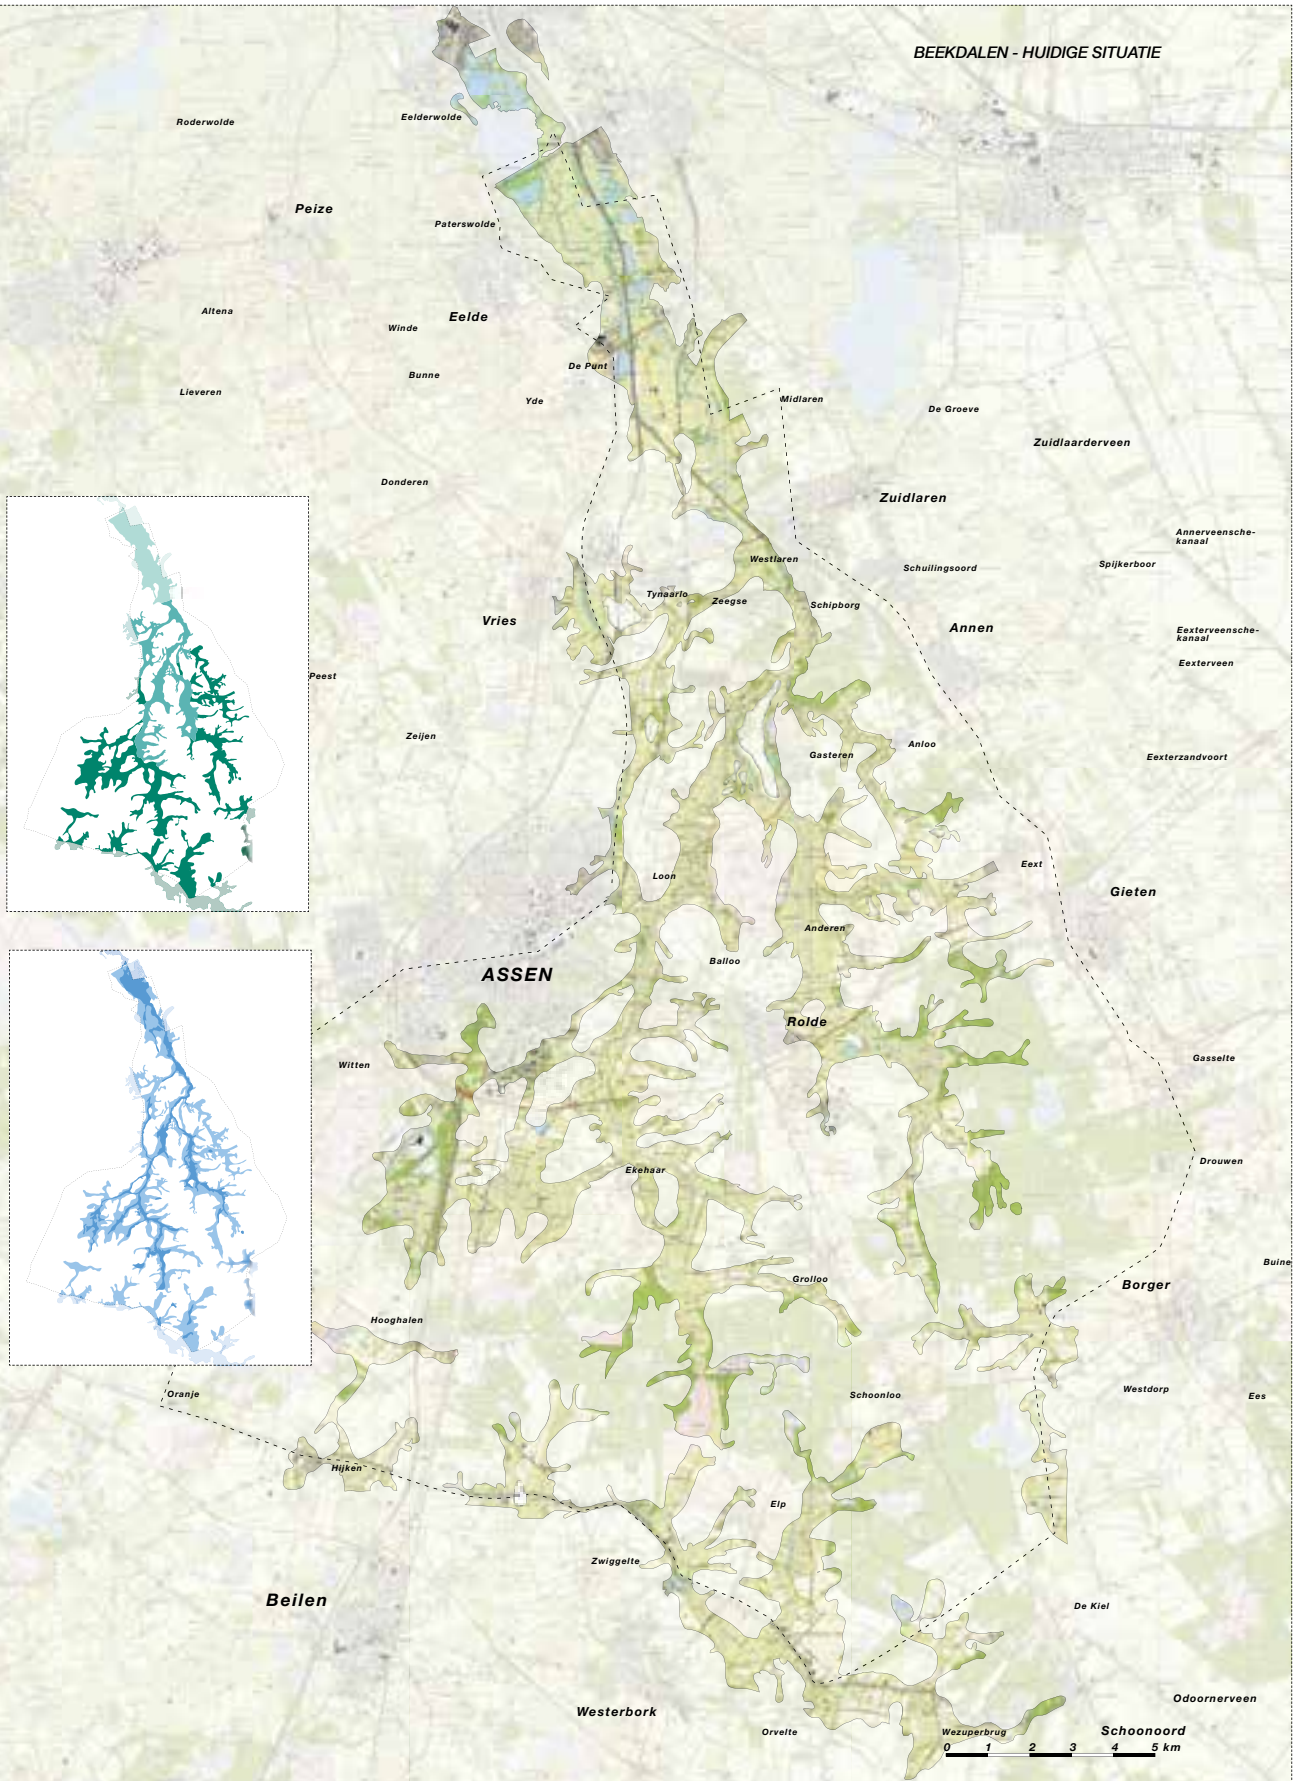 BEEKDALEN - HUIDIGE SITUATIE
Roderwolde
Eelderwolde
Peize
Paterswolde
Altena
Eelde
Winde
De Punt
Bunne
Lieveren
Yde
Midlaren
De Groeve
Zuidlaarderveen
Donderen
Zuidlaren
Annerveensche-
kanaal
Westlaren
Schuilingsoord
Spijkerboor
Tynaarlo
Zeegse
Schipborg
Vries
Annen
Eexterveensche-
kanaal
Eexterveen
Peest
Zeijen
Gasteren
Anloo
Eexterzandvoort
Loon
Eext
Gieten
Anderen
Balloo
ASSEN
Rolde
Witten
Gasselte
Ekehaar
Drouwen
Grolloo
Borger
Buine
Hooghalen
Oranje
Schoonloo
Westdorp
Ees
Hijken
Elp
Zwiggelte
Beilen
De Kiel
Westerbork
Odoornerveen
Orvelte
Wezuperbrug
Schoonoord
0 1 2 3 4 5 km